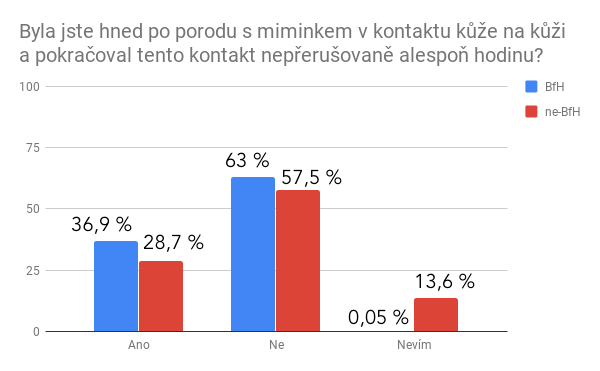 Byla jste hned po porodu s miminkem v kontaktu kůže na kůži
a pokračoval tento kontakt nepřerušovaně alespoň hodinu?
100
BfH
ne-BfH
75
63 %
57,5 %
50
36,9 %
28,7 %
25
13,6 %
0,05 %
0
Ano
Ne
Nevím